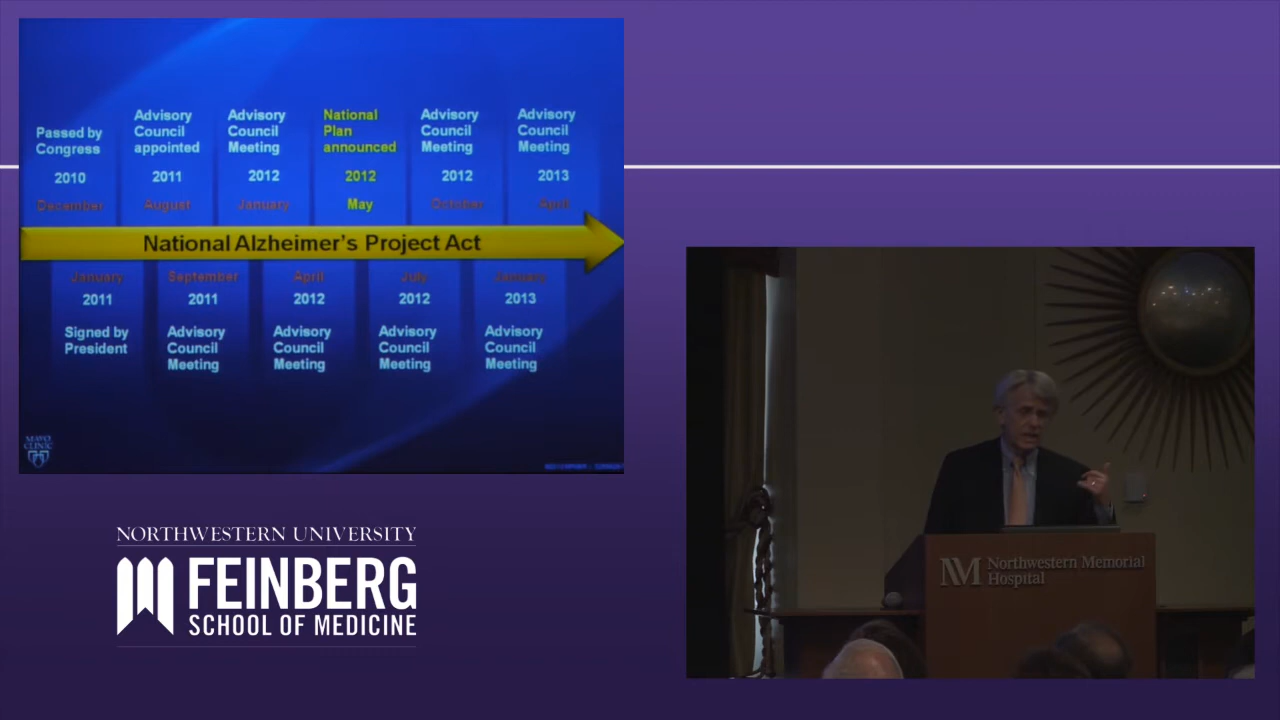 Passed by
Congress
2010
December
Advisory
Council
appointed
2011
August
Advisory
Council
Meeting
2012
January
National
Plan
announced
2012
May
Advisory
Council
Meeting
2012
October
Advisory
Council
Meeting
2013
April
National Alzheimer's Project Act
January
2011
Signed by
President
September
2011
Advisory
Council
Meeting
April
2012
Advisory
Council
Meeting
July
2012
Advisory
Council
Meeting
January
2013
Advisory
Council
Meeting
MAYO
CLINIC
NORTHWESTERN UNIVERSITY
FEINBERG
SCHOOL OF MEDICINE
NM Northwestern Memorial
Hospital